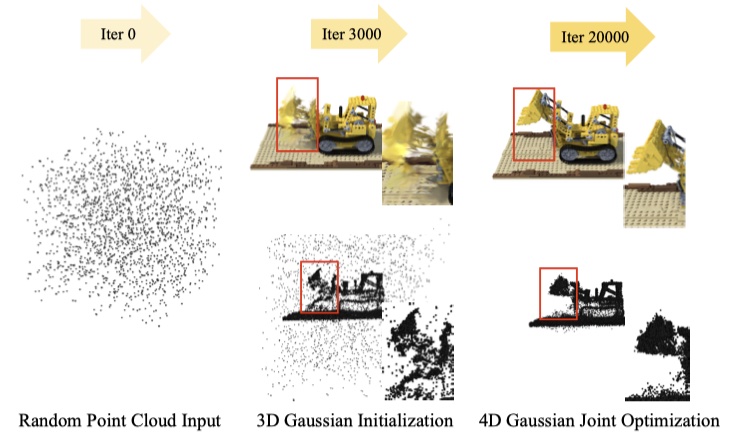 Iter 0
Iter 3000
Iter 20000
Random Point Cloud Input
3D Gaussian Initialization
4D Gaussian Joint Optimization